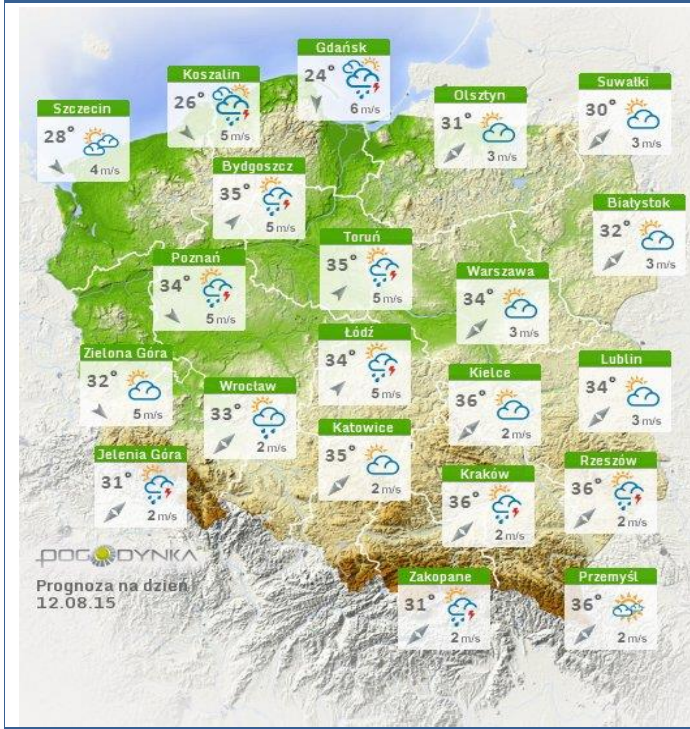 Gdańsk
24°
6 m/s
Koszalin
26°
5 m/s
Szczecin
28°
4 m/s
Olsztyn
31°
3 m/s
Suwałki
30°
3 m/s
Bydgoszcz
35°
5 m/s
Białystok
32°
3 m/s
Toruń
35°
5 m/s
Poznań
34°
5 m/s
Warszawa
34°
3 m/s
Łódź
34°
5 m/s
Zielona Góra
32°
5 m/s
Wrocław
33°
2 m/s
Kielce
36°
2 m/s
Lublin
34°
3 m/s
Katowice
35°
2 m/s
Jelenia Góra
31°
2 m/s
Kraków
36°
2 m/s
Rzeszów
36°
2 m/s
POGODYNKA
Prognoza na dzień
12.08.15
Zakopane
31°
2 m/s
Przemyśl
36°
2 m/s